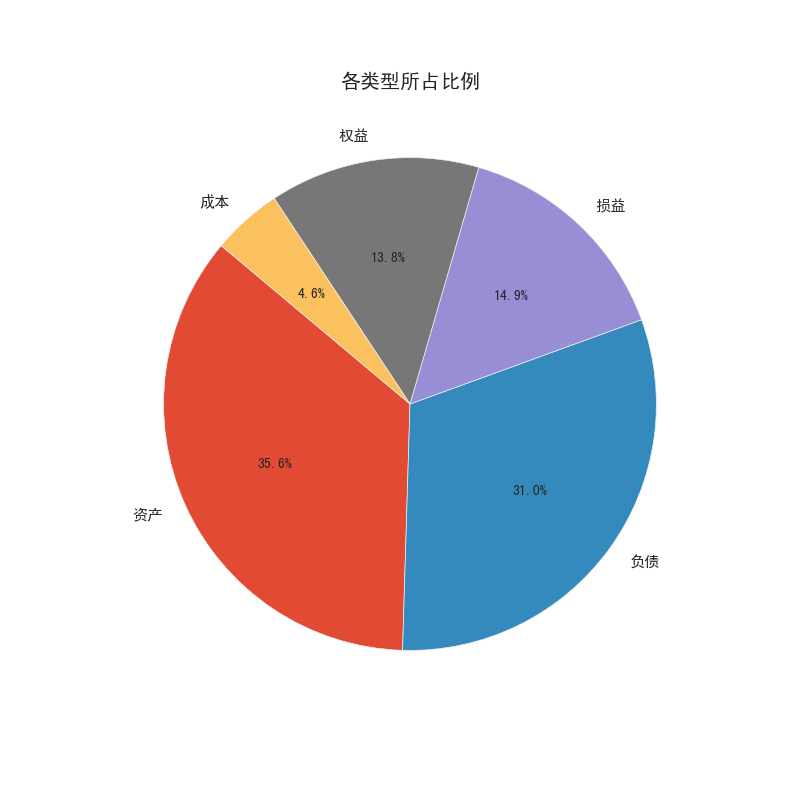 各类型所占比例
权益
成本
损益
13.8%
4.6%
14.9%
35.6%
31.0%
资产
负债